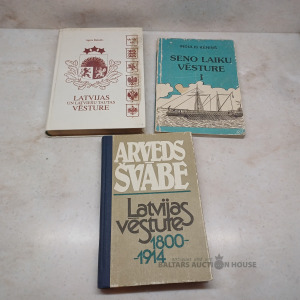 LATVIJAS
UN LATVIEŠU TAUTAS
VĒSTURE
SENO LAIKU
VĒSTURE
I
ARVEDS
ŠVĀBE
Latvijas
vēsture
1800-
1914
BALTARS AUCTION HOUSE